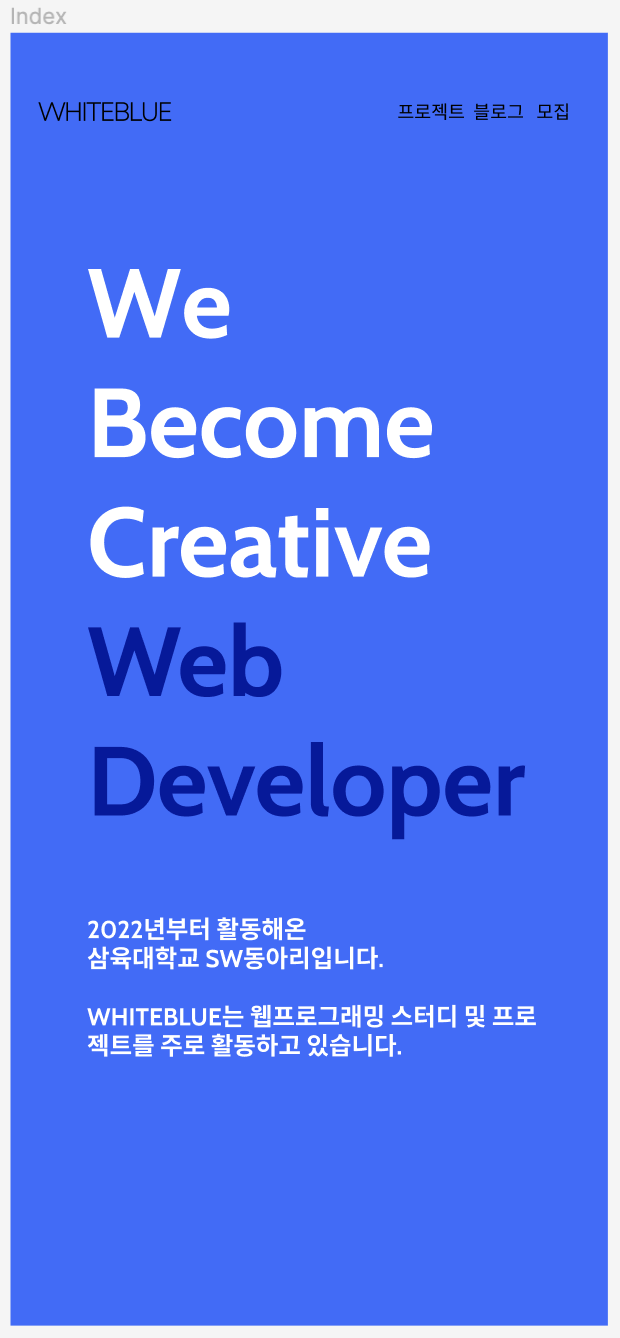 Index
WHITEBLUE 프로젝트 블로그 모집
We
Become
Creative
Web
Developer
2022년부터 활동해온
삼육대학교 SW동아리입니다.
WHITEBLUE는 웹프로그래밍 스터디 및 프로
젝트를 주로 활동하고 있습니다.